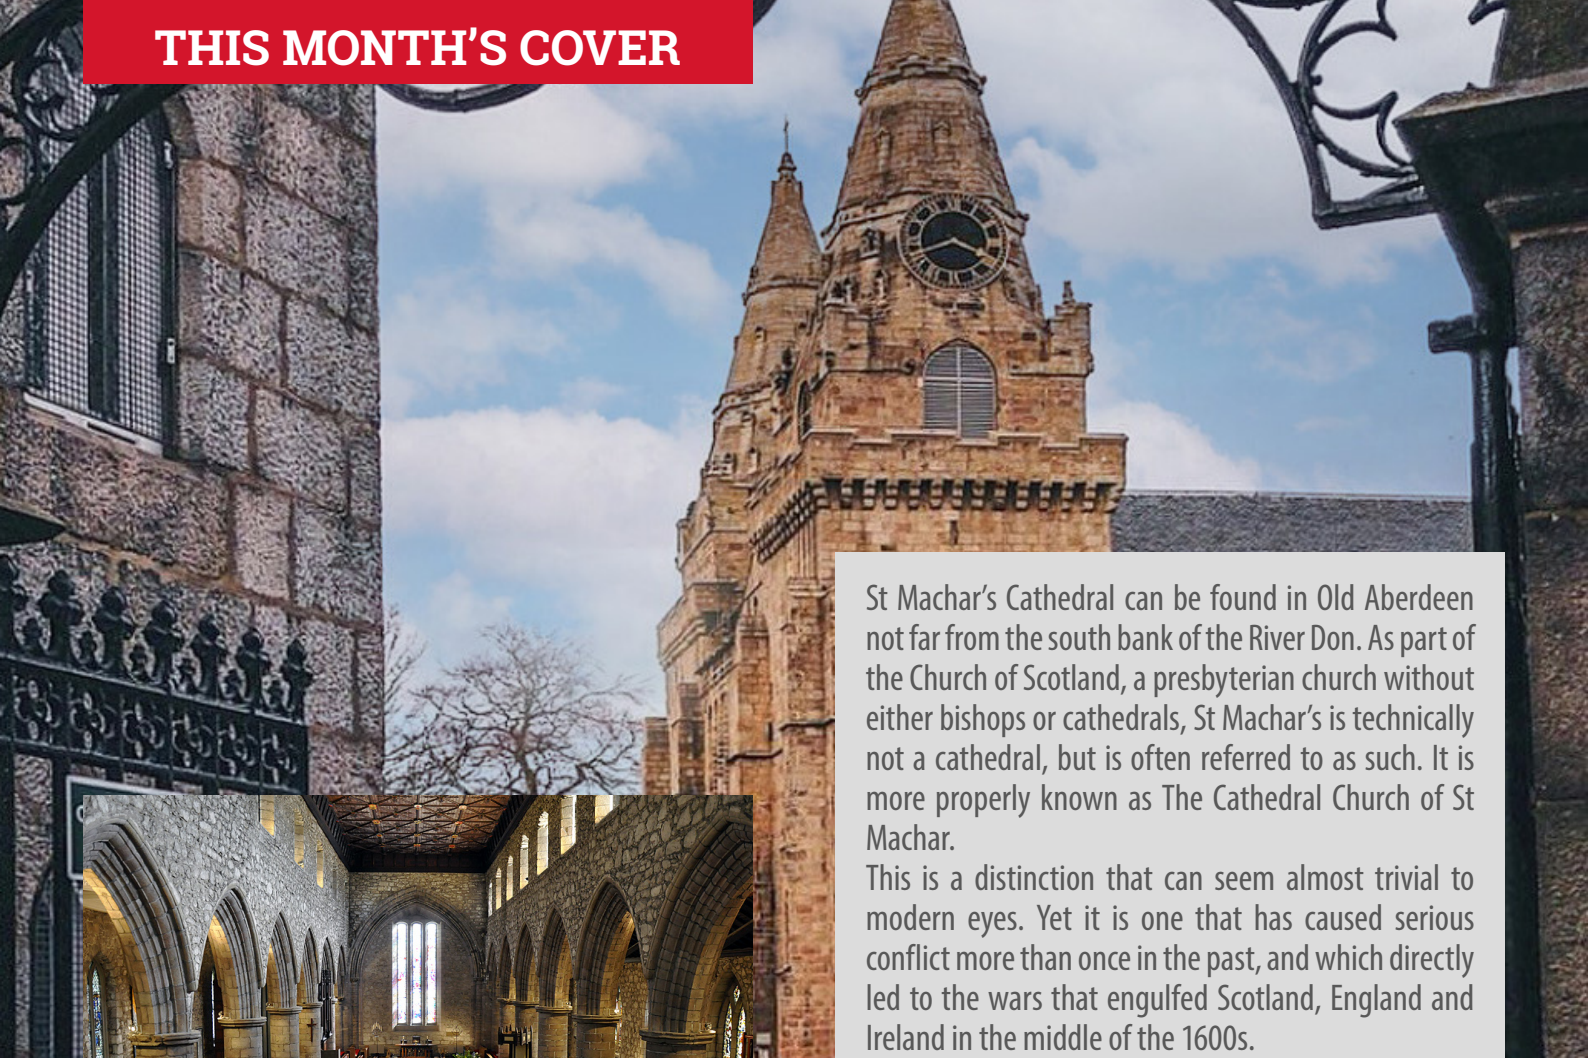 THIS MONTH’S COVER
St Machar’s Cathedral can be found in Old Aberdeen
not far from the south bank of the River Don. As part of
the Church of Scotland, a presbyterian church without
either bishops or cathedrals, St Machar’s is technically
not a cathedral, but is often referred to as such. It is
more properly known as The Cathedral Church of St
Machar.
This is a distinction that can seem almost trivial to
modern eyes. Yet it is one that has caused serious
conflict more than once in the past, and which directly
led to the wars that engulfed Scotland, England and
Ireland in the middle of the 1600s.